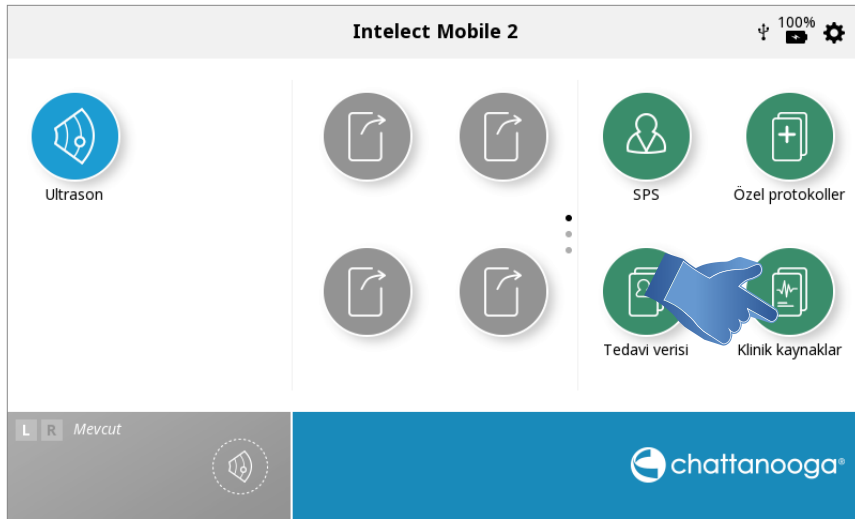 Intelect Mobile 2
100%
Ultrason
SPS
Özel protokoller
Tedavi verisi
Klinik kaynaklar
L R Mevcut
chattanooga®